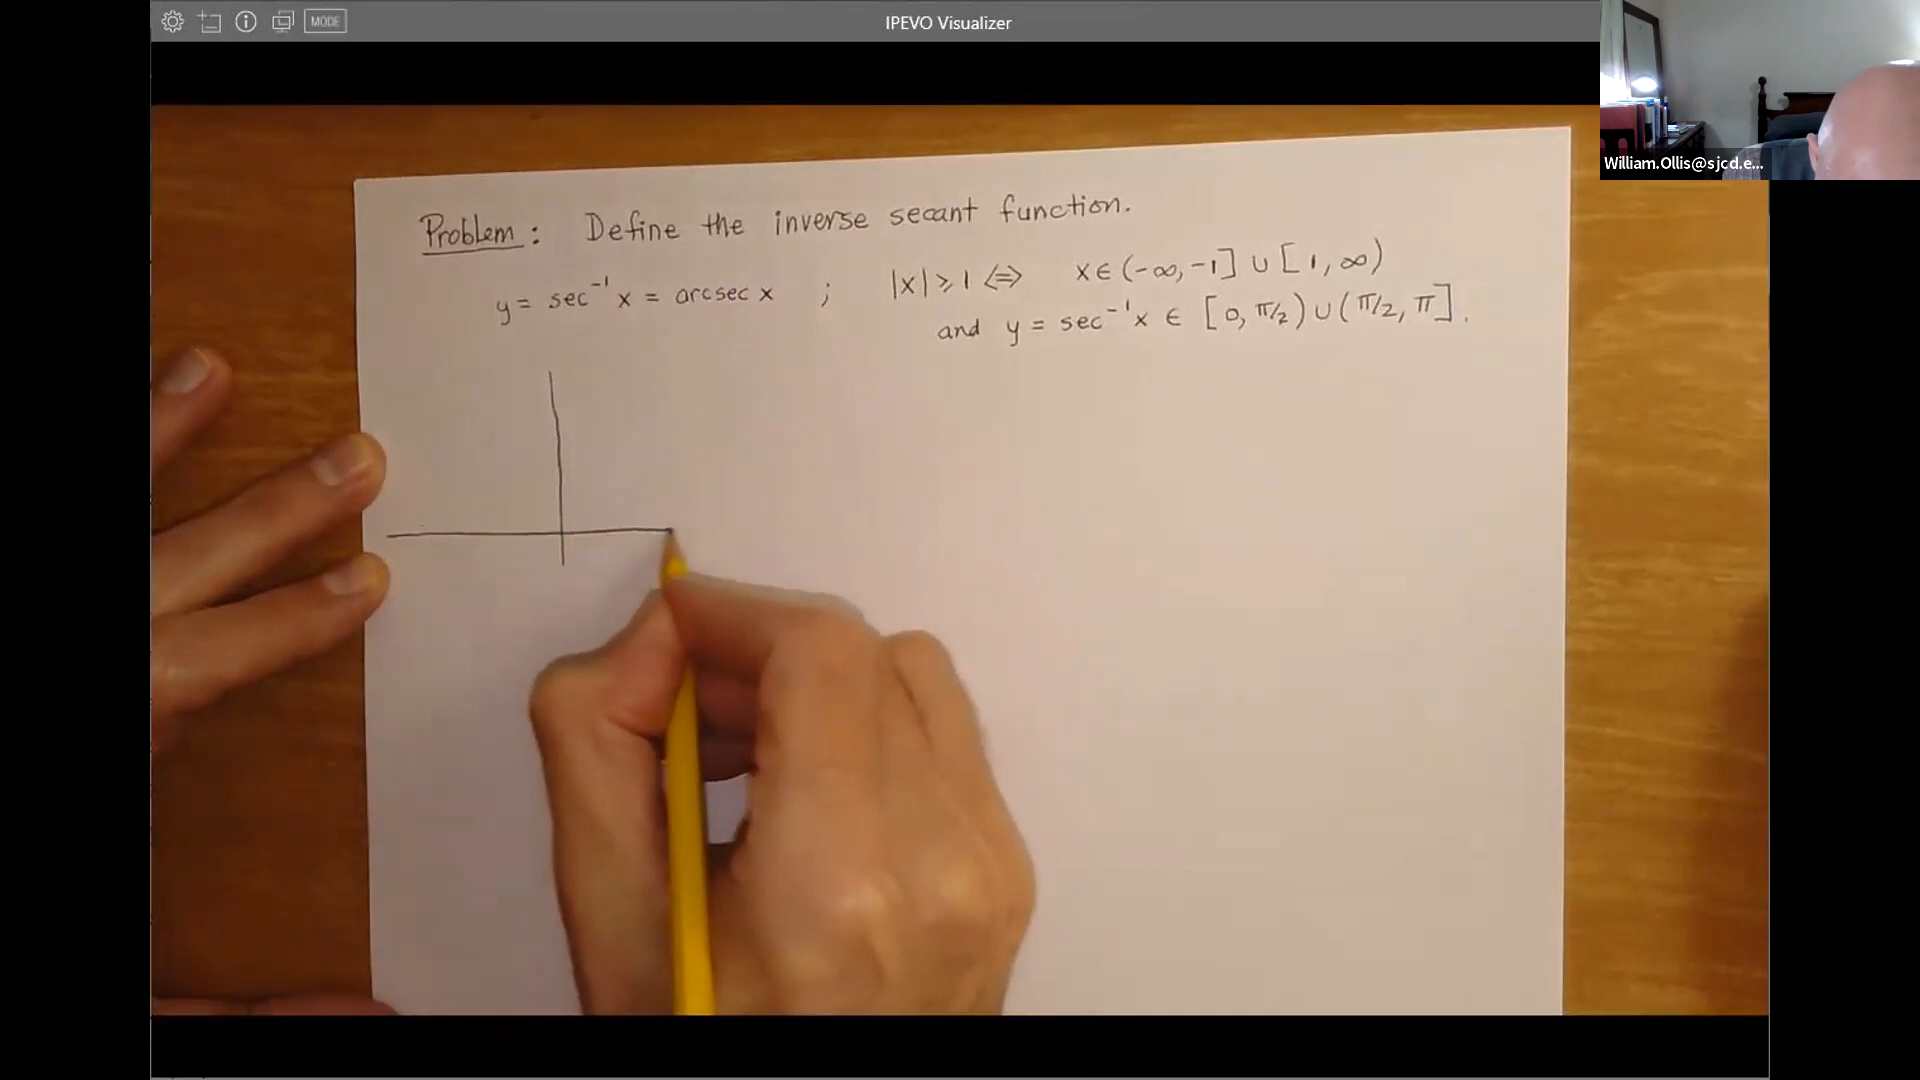 MODE
IPEVO Visualizer
William.Ollis@sjcd.e...
Problem: Define the inverse secant function.
y = sec⁻¹ x = arcsec x ; |x| ≥ 1 ⇔ x ∈ (-∞, -1] ∪ [1, ∞)
and y = sec⁻¹x ∈ [0, π/2) ∪ (π/2, π].